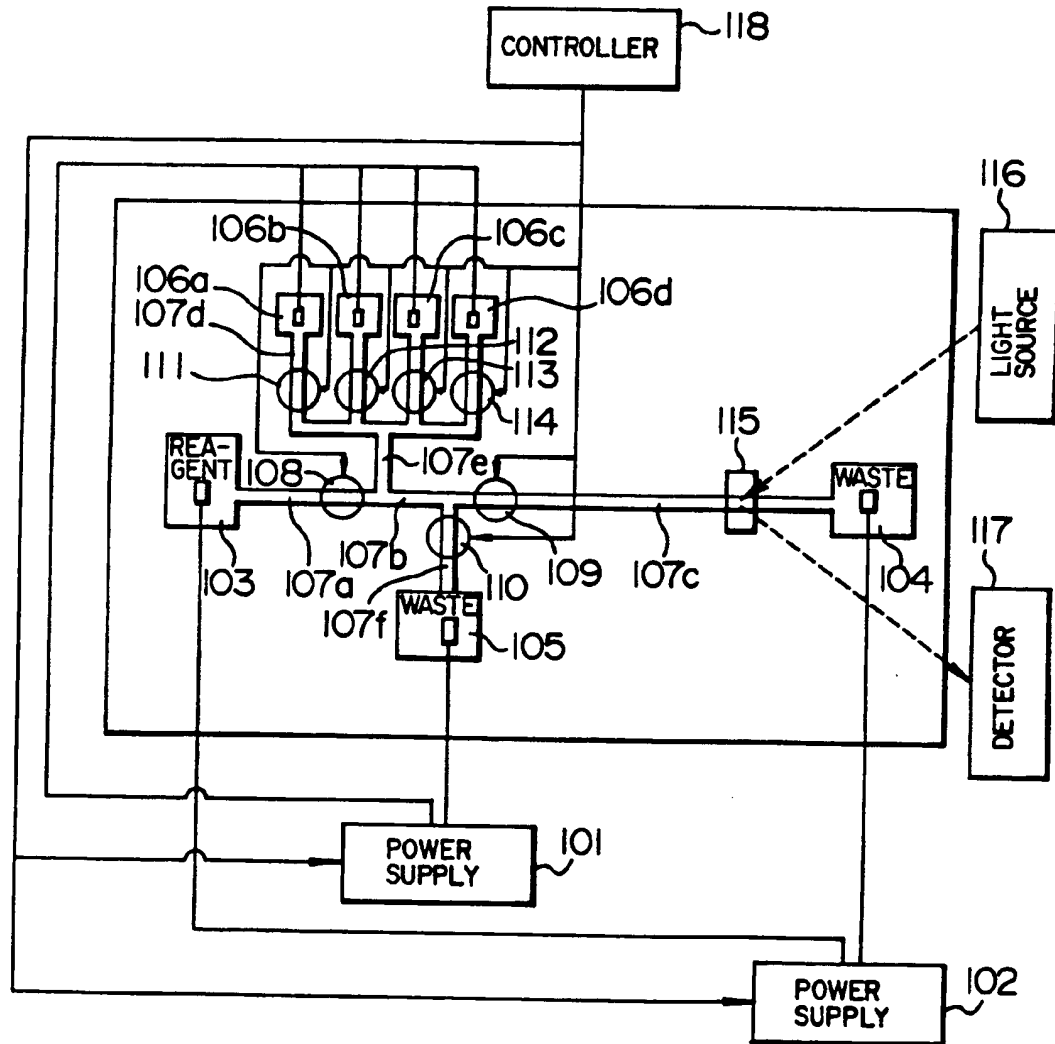 CONTROLLER
118
116
LIGHT
SOURCE
106b
106c
106a
106d
107d
112
111
113
114
REA-
GENT
108
107e
115
WASTE
117
103
107a
107b
109
107c
104
110
107f
WASTE
105
DETECTOR
POWER
SUPPLY
101
POWER
SUPPLY
102